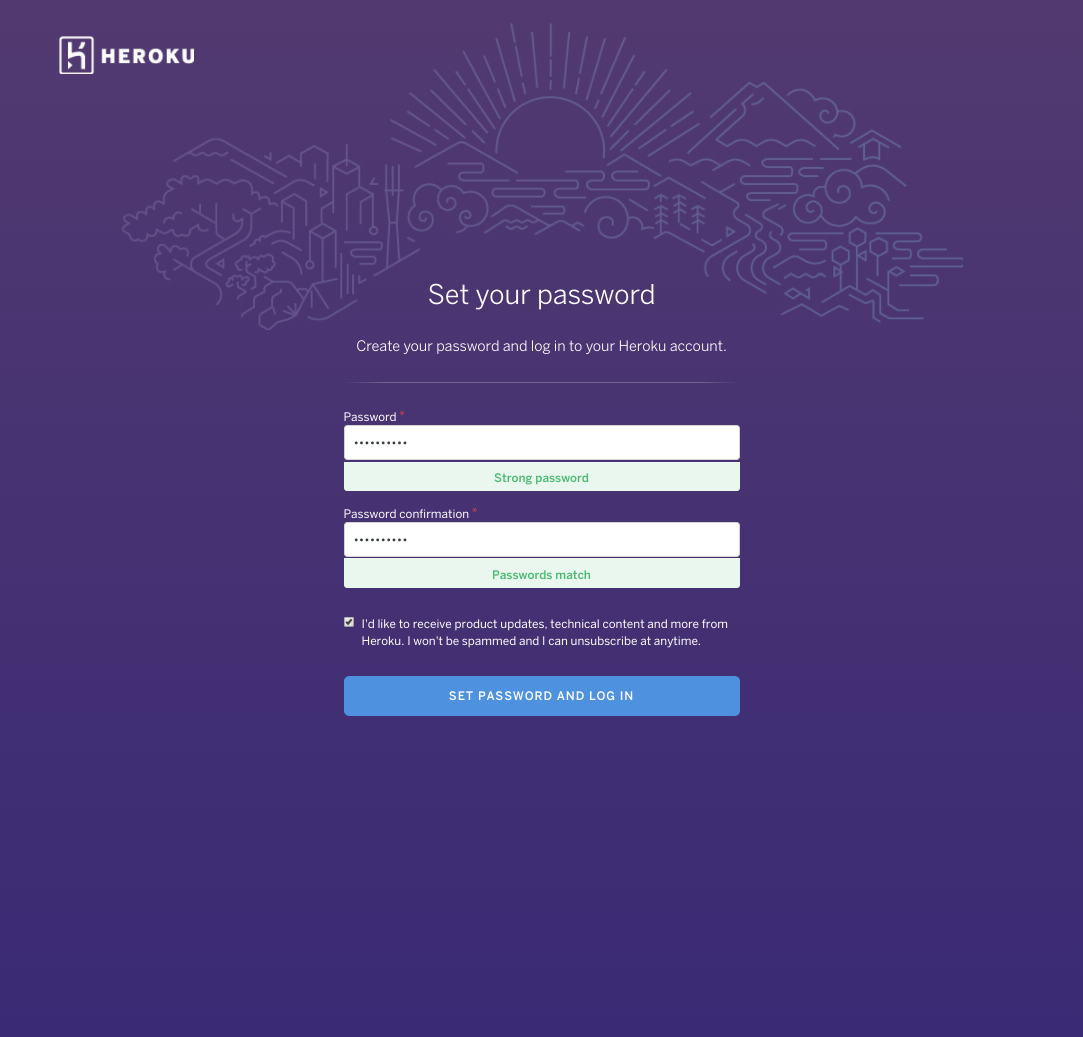 HEROKU
Set your password
Create your password and log in to your Heroku account.
Password *
••••••••••
Strong password
Password confirmation *
••••••••••
Passwords match
I'd like to receive product updates, technical content and more from
Heroku. I won't be spammed and I can unsubscribe at anytime.
SET PASSWORD AND LOG IN